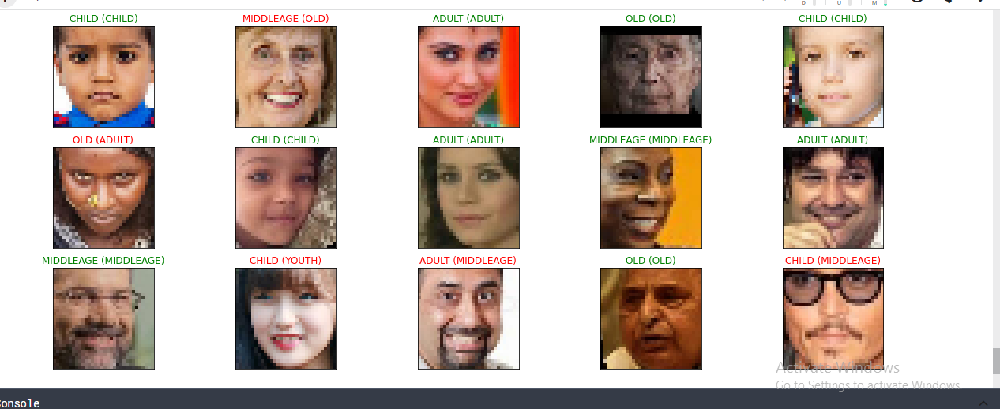 D U M
CHILD (CHILD) MIDDLEAGE (OLD) ADULT (ADULT) OLD (OLD) CHILD (CHILD)
OLD (ADULT) CHILD (CHILD) ADULT (ADULT) MIDDLEAGE (MIDDLEAGE) ADULT (ADULT)
MIDDLEAGE (MIDDLEAGE) CHILD (YOUTH) ADULT (MIDDLEAGE) OLD (OLD) CHILD (MIDDLEAGE)
Activate Windows
Go to Settings to activate Windows.
onsole